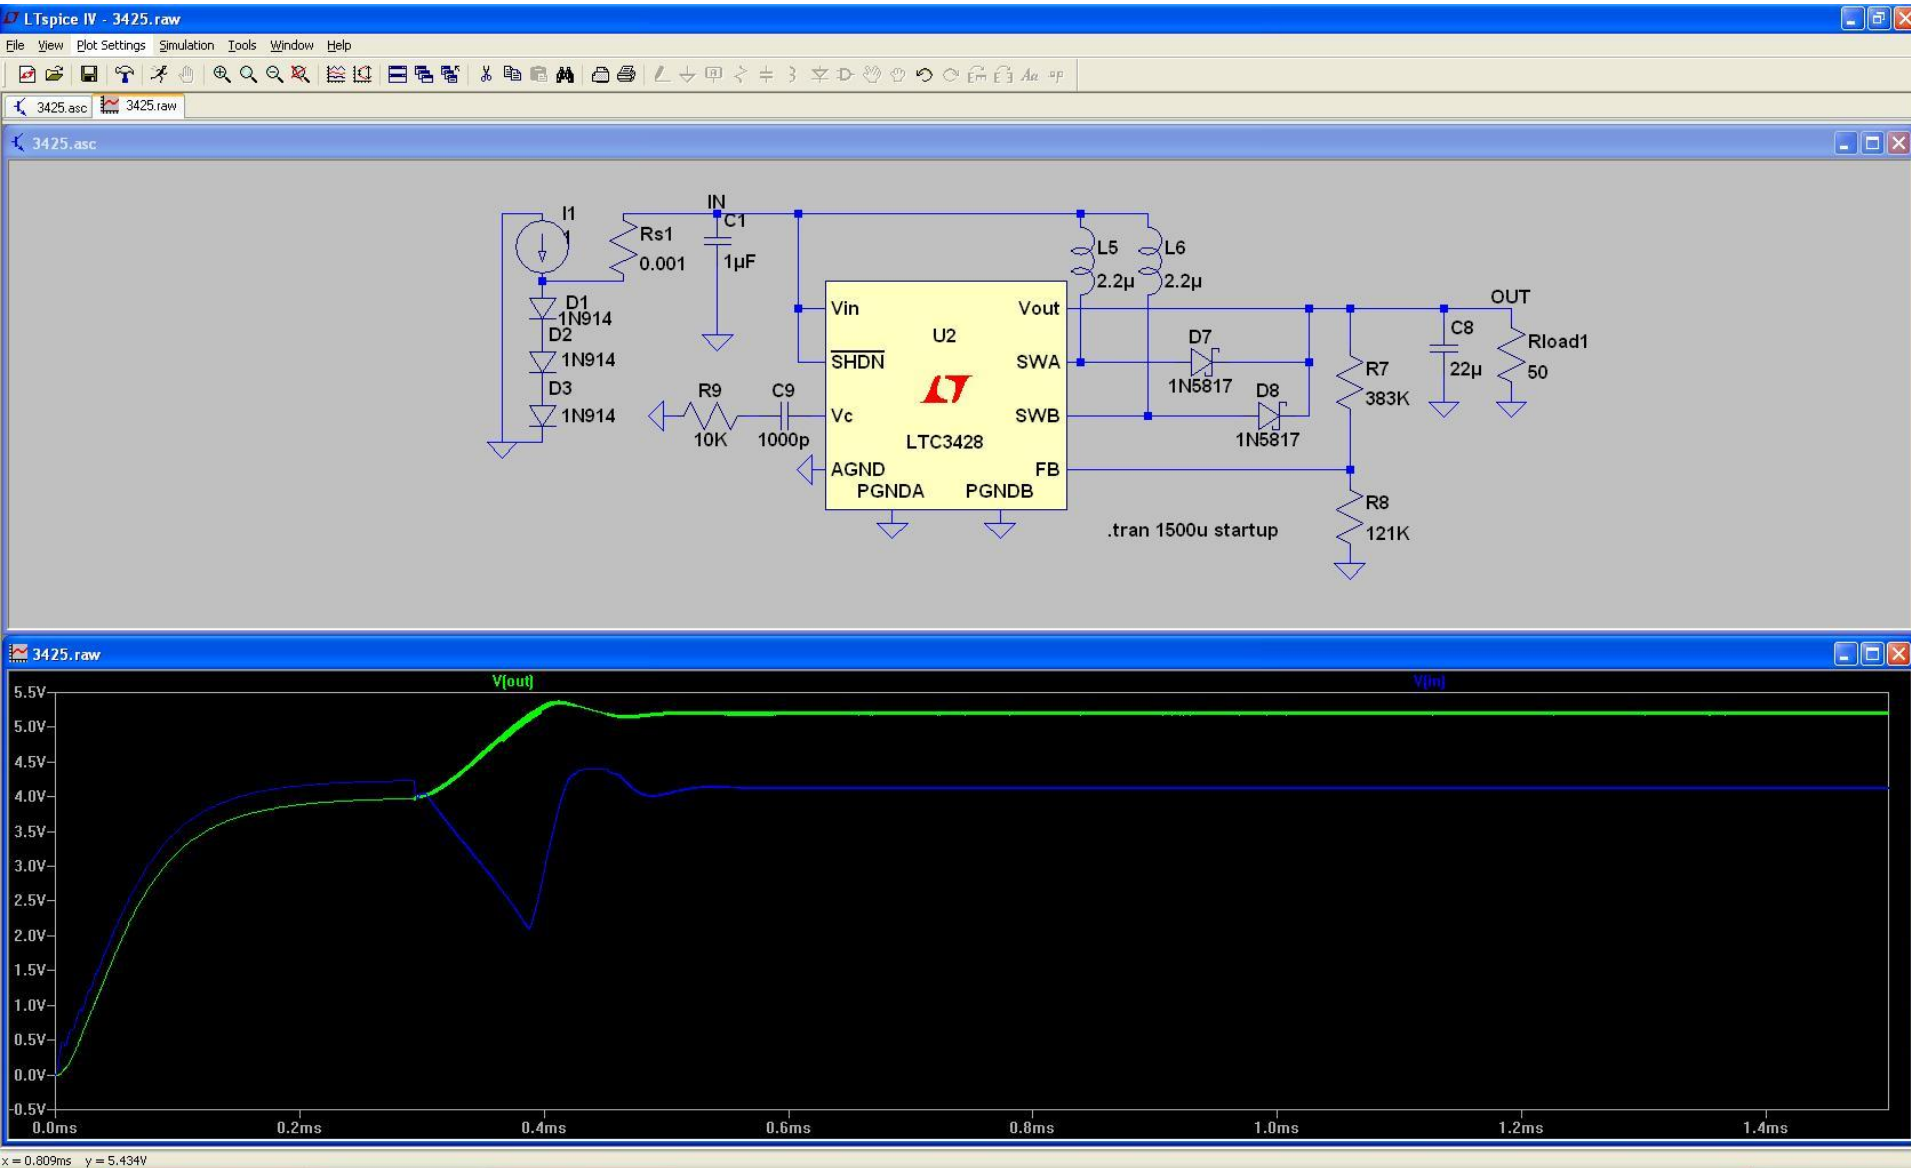 LTspice IV - 3425.raw
File View Plot Settings Simulation Tools Window Help
3425.asc 3425.raw
3425.asc
I1
1
Rs1
0.001
IN
C1
1µF
D1
1N914
D2
1N914
D3
1N914
R9
10K
C9
1000p
Vin
SHDN
Vc
AGND
PGNDA
PGNDB
U2
LTC3428
Vout
SWA
SWB
FB
L5
2.2µ
L6
2.2µ
D7
1N5817
D8
1N5817
R7
383K
R8
121K
C8
22µ
OUT
Rload1
50
.tran 1500u startup
3425.raw
V(out) V(in)
5.5V
5.0V
4.5V
4.0V
3.5V
3.0V
2.5V
2.0V
1.5V
1.0V
0.5V
0.0V
-0.5V
0.0ms 0.2ms 0.4ms 0.6ms 0.8ms 1.0ms 1.2ms 1.4ms
x = 0.809ms y = 5.434V